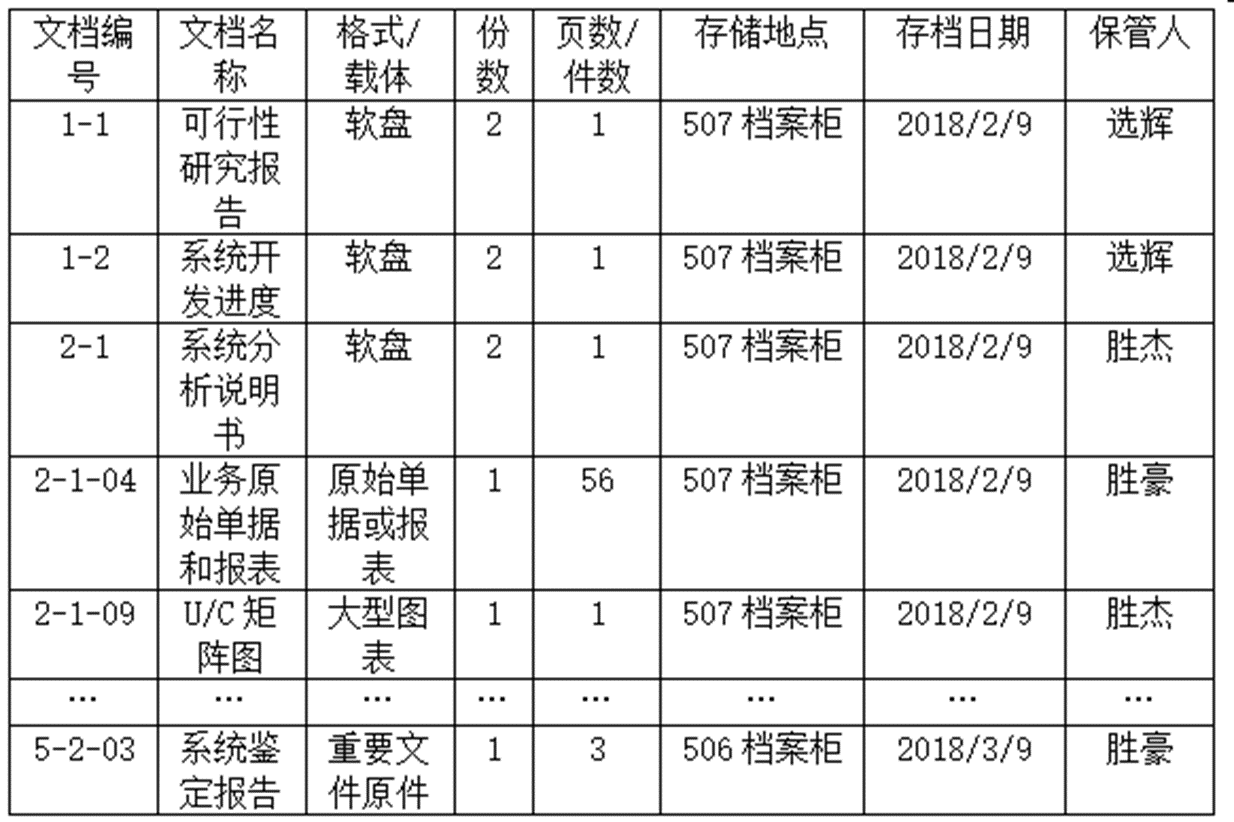 文档编号 文档名称 格式/载体 份数 页数/件数 存储地点 存档日期 保管人
1-1 可行性研究报告 软盘 2 1 507 档案柜 2018/2/9 选辉
1-2 系统开发进度 软盘 2 1 507 档案柜 2018/2/9 选辉
2-1 系统分析说明书 软盘 2 1 507 档案柜 2018/2/9 胜杰
2-1-04 业务原始单据和报表 原始单据或报表 1 56 507 档案柜 2018/2/9 胜豪
2-1-09 U/C 矩阵图 大型图表 1 1 507 档案柜 2018/2/9 胜杰
… … … … … … … …
5-2-03 系统鉴定报告 重要文件原件 1 3 506 档案柜 2018/3/9 胜豪